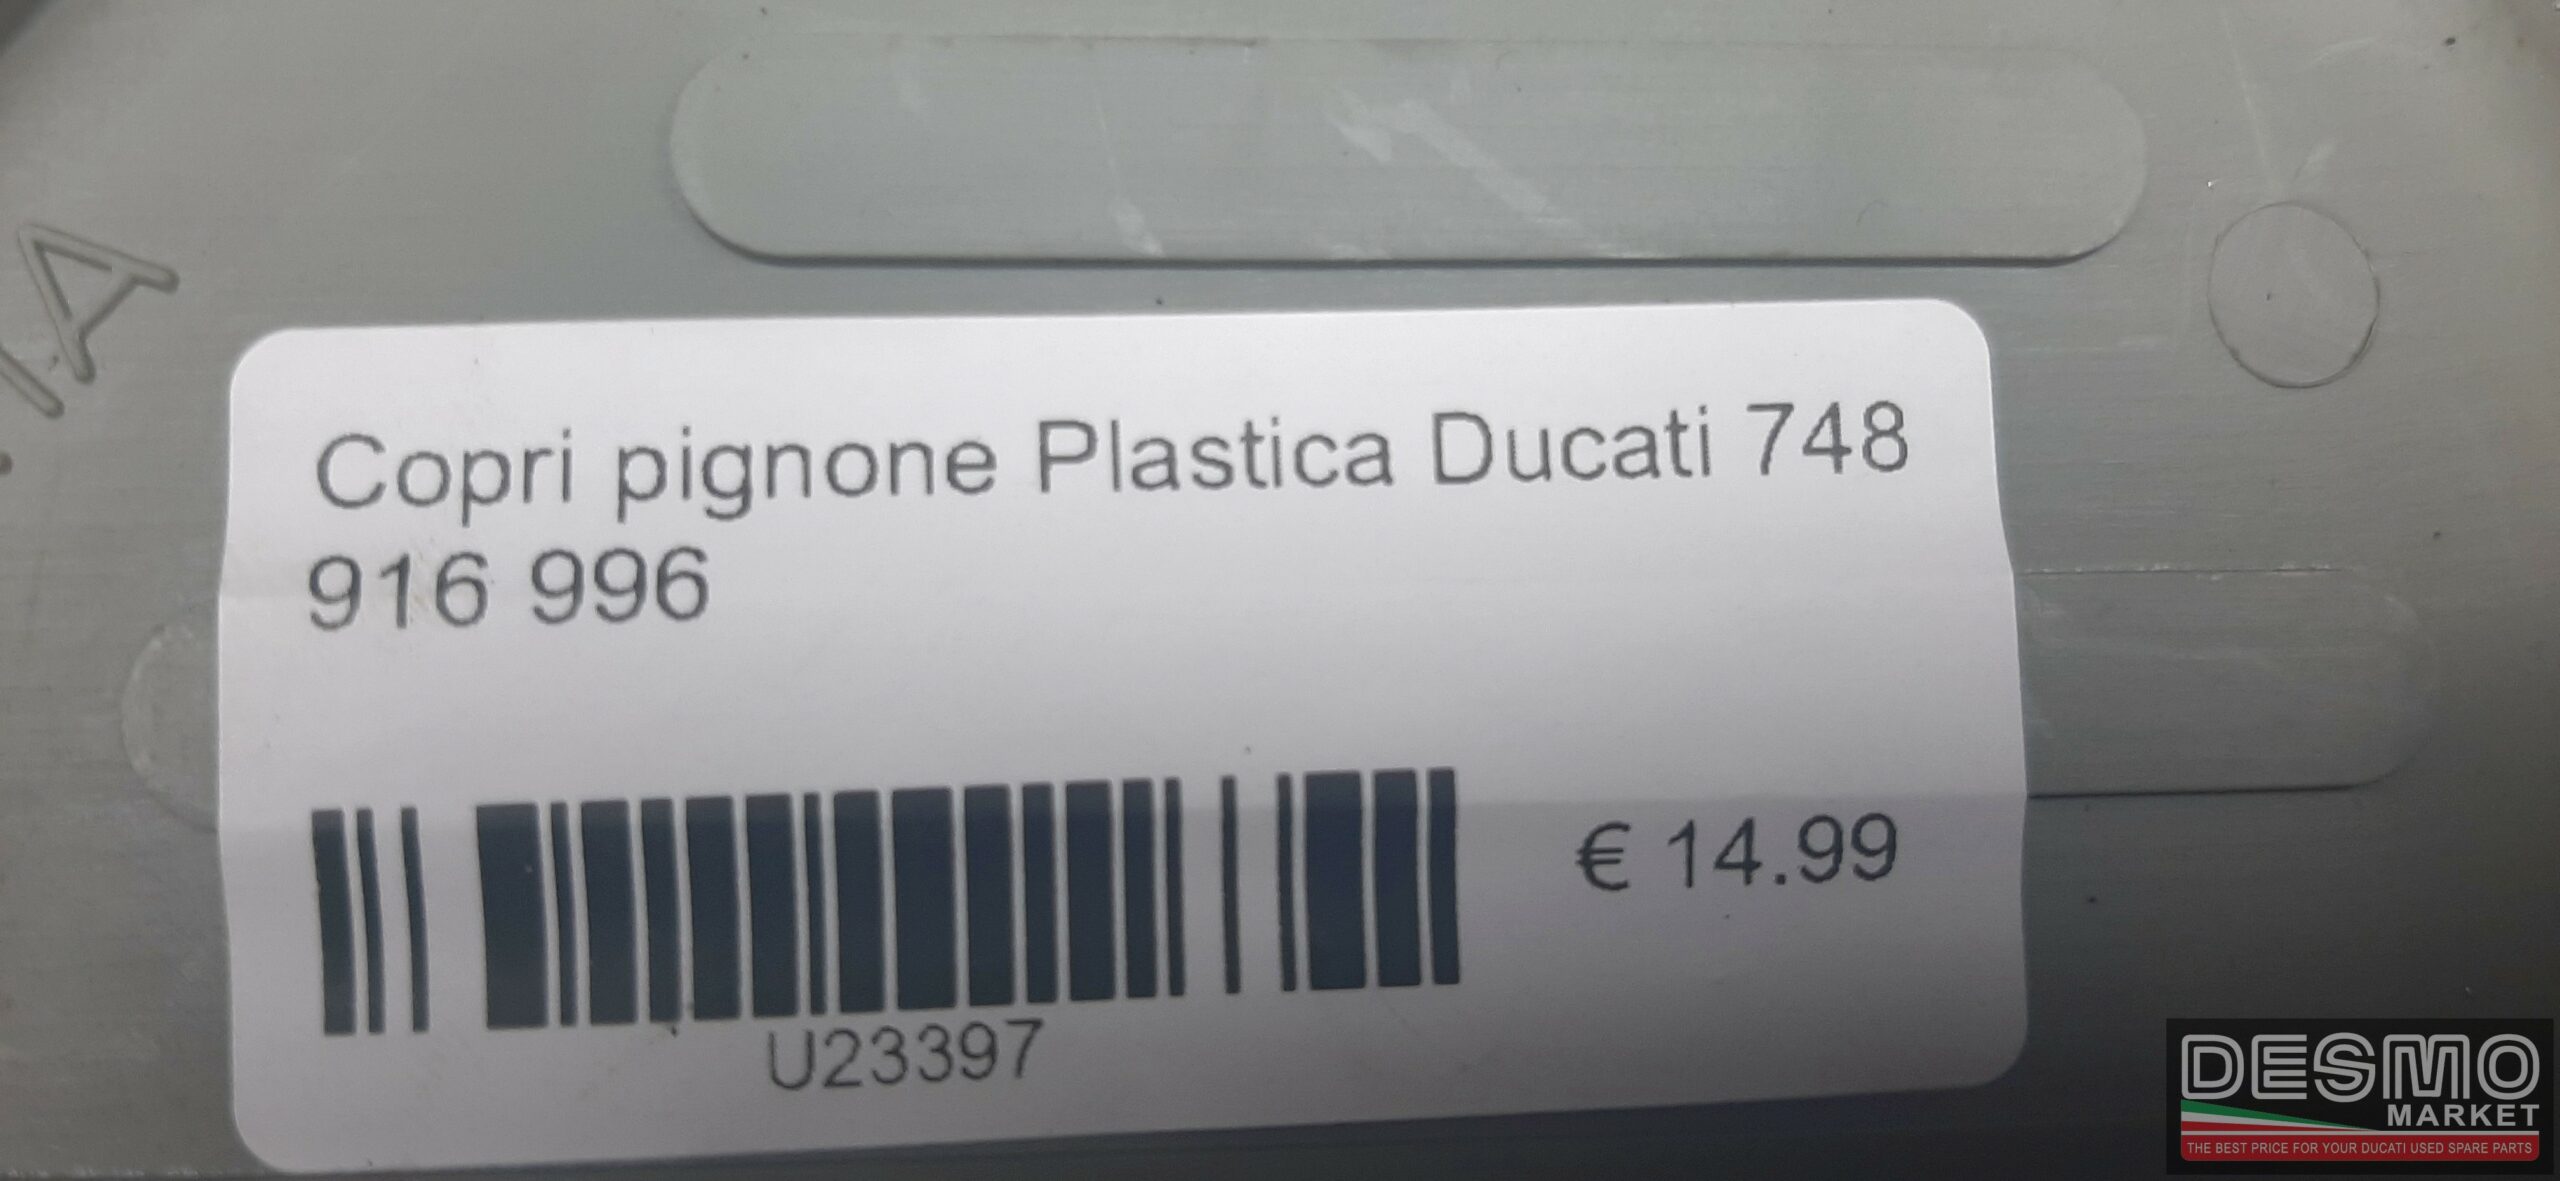 Copri pignone Plastica Ducati 748
916 996
€ 14.99
U23397
DESMO
MARKET
THE BEST PRICE FOR YOUR DUCATI USED SPARE PARTS